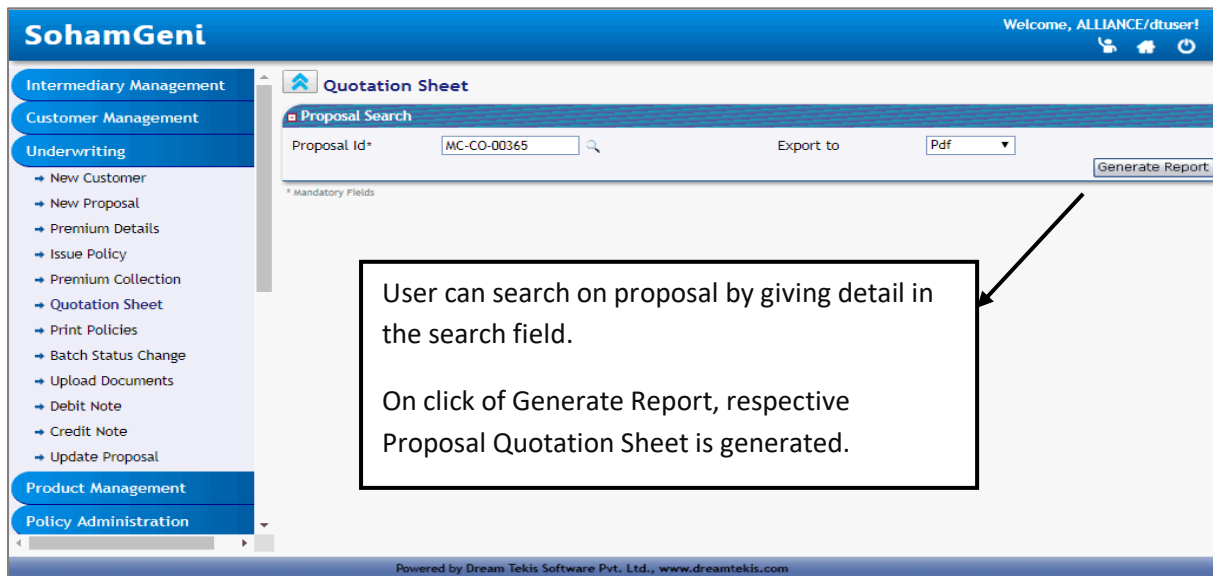 SohamGeni
Welcome, ALLIANCE/dtuser!
Intermediary Management
Customer Management
Underwriting
New Customer
New Proposal
Premium Details
Issue Policy
Premium Collection
Quotation Sheet
Print Policies
Batch Status Change
Upload Documents
Debit Note
Credit Note
Update Proposal
Product Management
Policy Administration
Quotation Sheet
Proposal Search
Proposal Id* MC-CO-00365 Export to Pdf
Generate Report
* Mandatory Fields
User can search on proposal by giving detail in
the search field.
On click of Generate Report, respective
Proposal Quotation Sheet is generated.
Powered by Dream Tekis Software Pvt. Ltd., www.dreamtekis.com